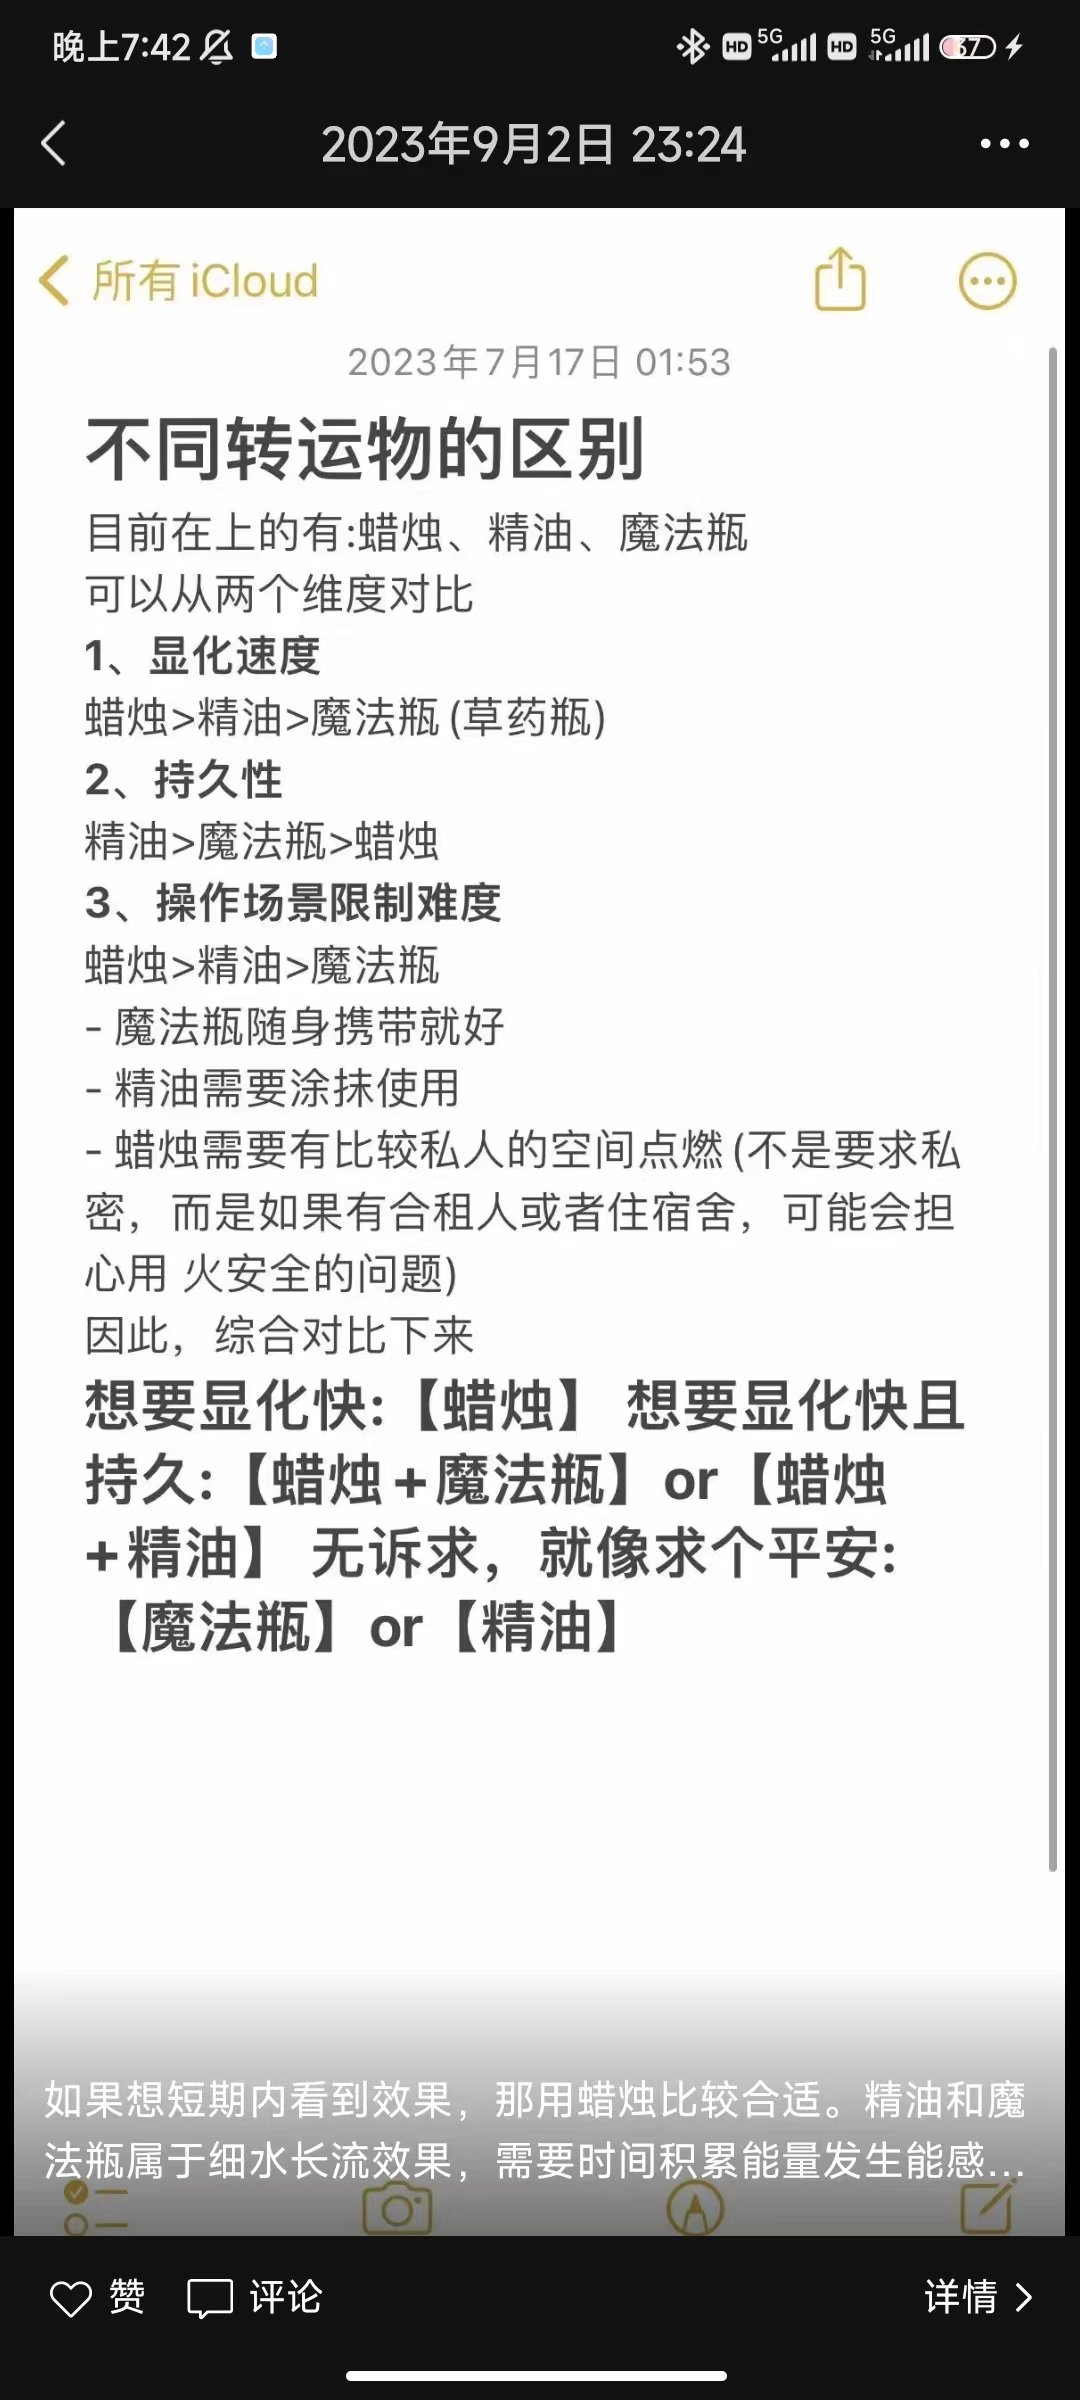 晚上7:42
HD 5G HD 5G 37
2023年9月2日 23:24
所有 iCloud
2023年7月17日 01:53
不同转运物的区别
目前在上的有:蜡烛、精油、魔法瓶
可以从两个维度对比
1、显化速度
蜡烛>精油>魔法瓶(草药瓶)
2、持久性
精油>魔法瓶>蜡烛
3、操作场景限制难度
蜡烛>精油>魔法瓶
- 魔法瓶随身携带就好
- 精油需要涂抹使用
- 蜡烛需要有比较私人的空间点燃(不是要求私
密，而是如果有合租人或者住宿舍，可能会担
心用 火安全的问题)
因此，综合对比下来
想要显化快:【蜡烛】 想要显化快且
持久:【蜡烛+魔法瓶】or【蜡烛
+精油】 无诉求，就像求个平安:
【魔法瓶】or【精油】
如果想短期内看到效果，那用蜡烛比较合适。精油和魔
法瓶属于细水长流效果，需要时间积累能量发生能感...
赞 评论 详情